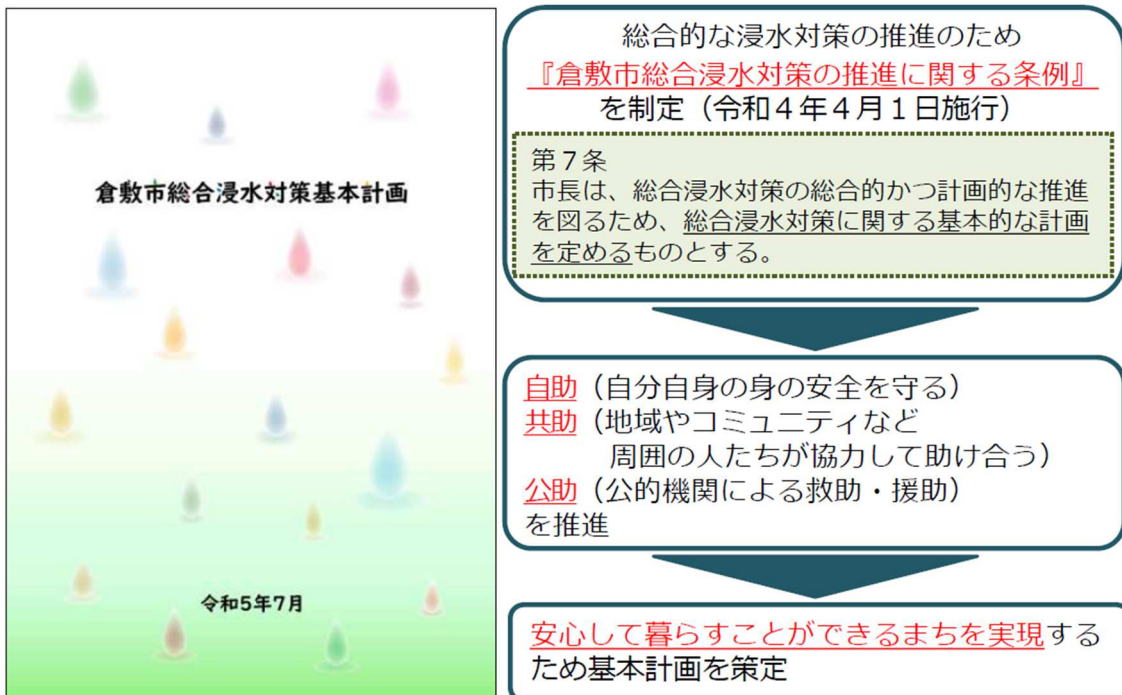 倉敷市総合浸水対策基本計画
令和5年7月
総合的な浸水対策の推進のため
『倉敷市総合浸水対策の推進に関する条例』
を制定（令和４年４月１日施行）
第７条
市長は、総合浸水対策の総合的かつ計画的な推進
を図るため、総合浸水対策に関する基本的な計画
を定めるものとする。
自助（自分自身の身の安全を守る）
共助（地域やコミュニティなど
周囲の人たちが協力して助け合う）
公助（公的機関による救助・援助）
を推進
安心して暮らすことができるまちを実現する
ため基本計画を策定